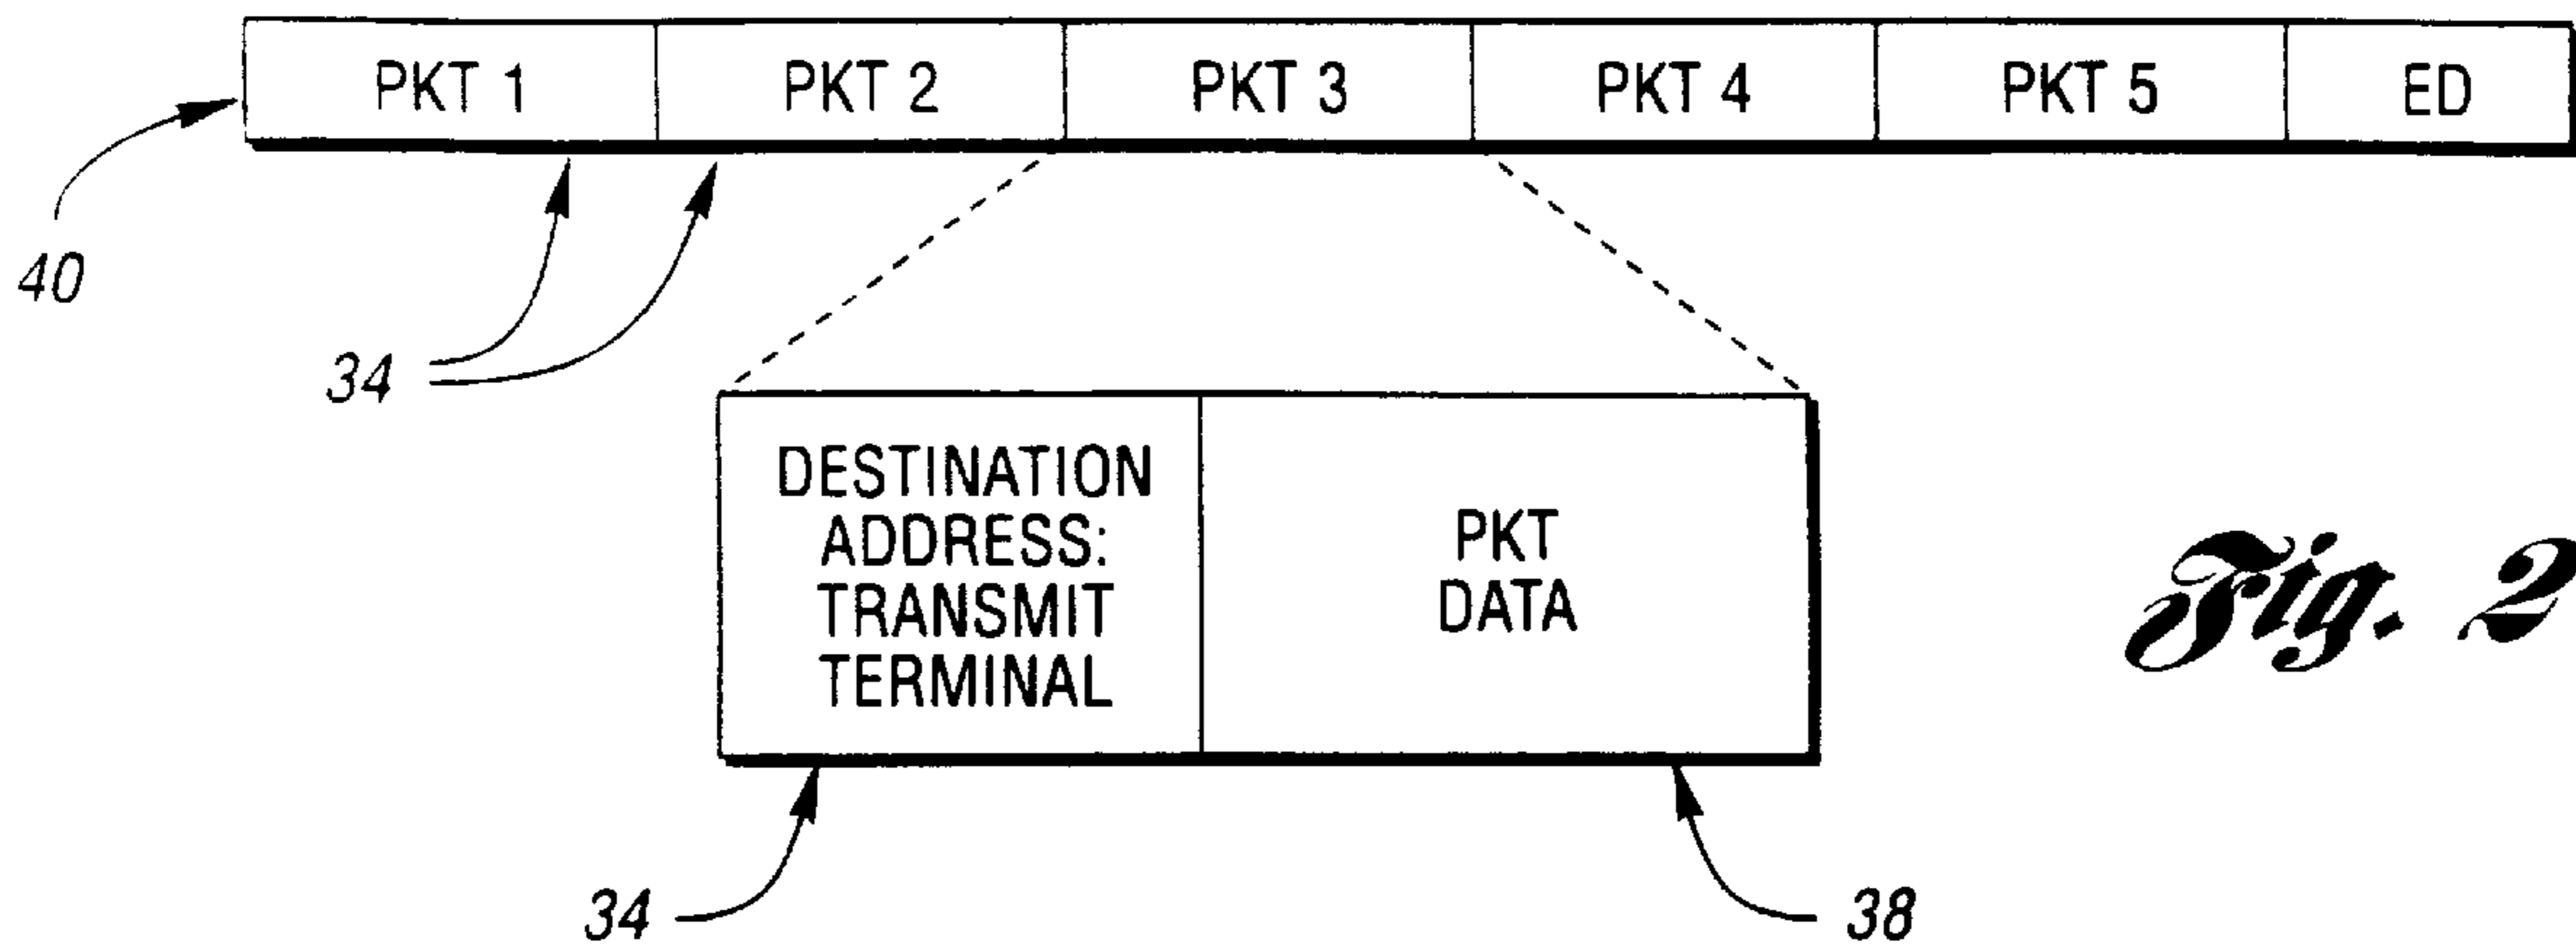 PKT 1 PKT 2 PKT 3 PKT 4 PKT 5 ED
40
34
DESTINATION
ADDRESS:
TRANSMIT
TERMINAL
PKT
DATA
Fig. 2
34
38